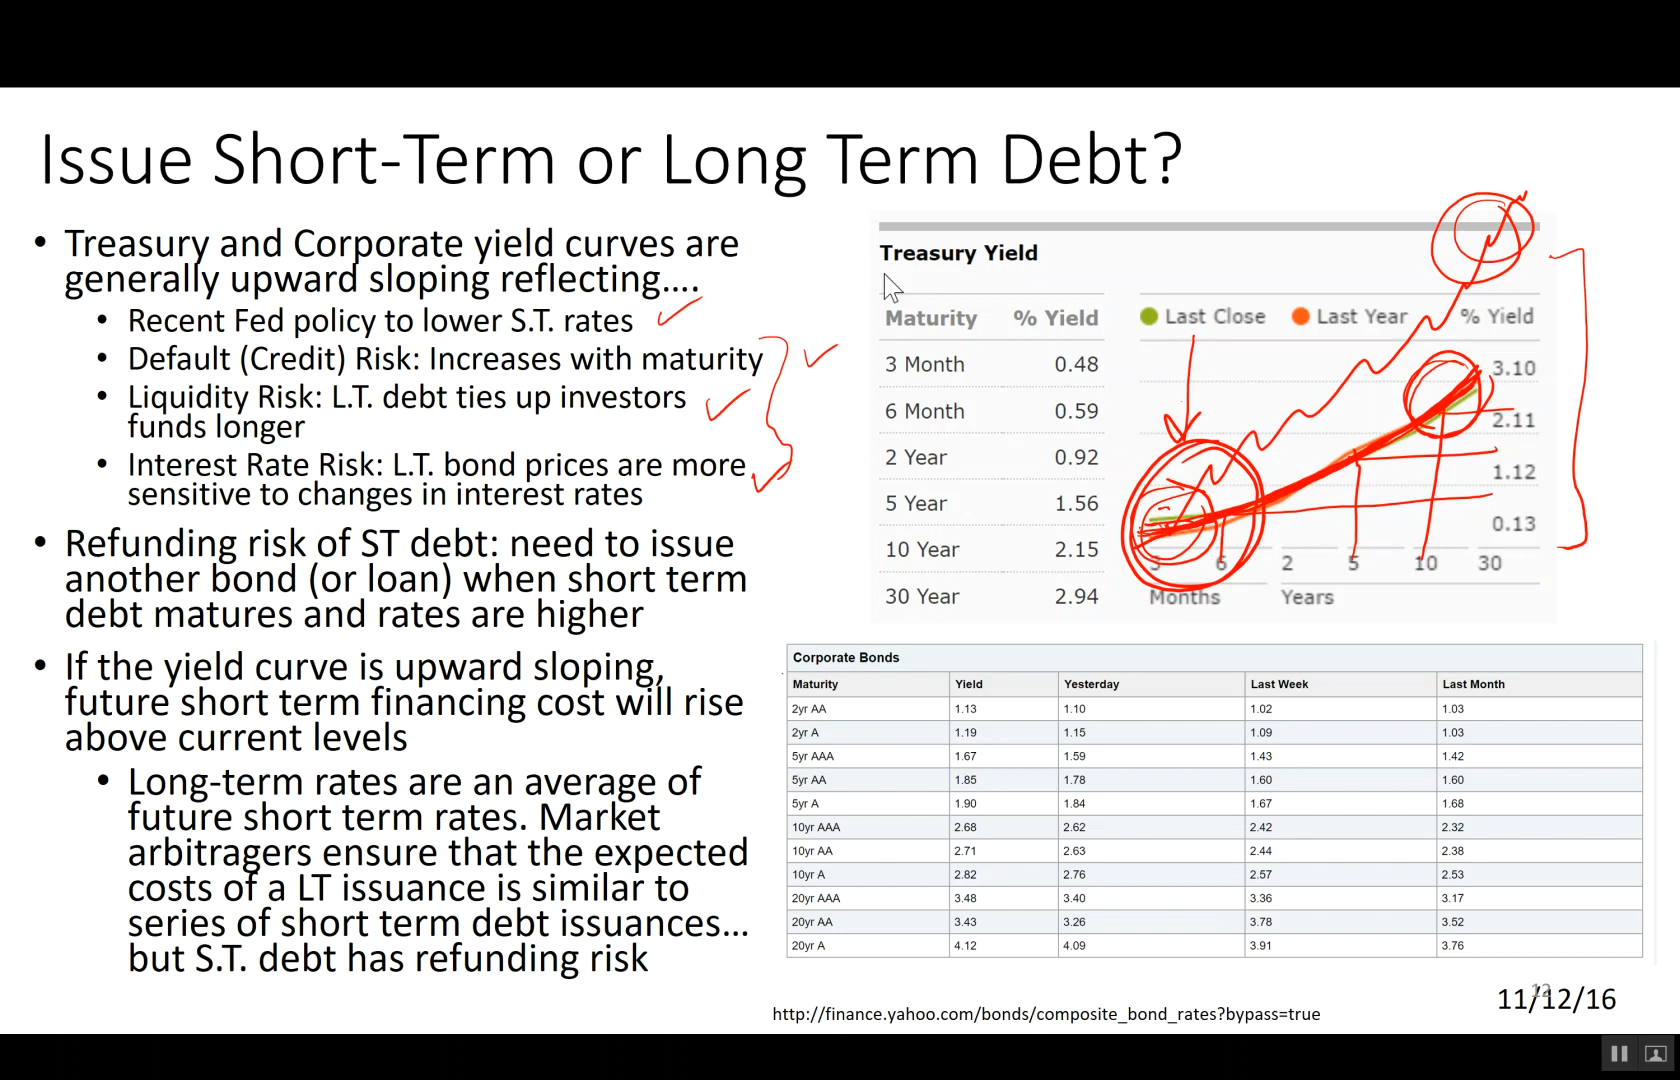 Issue Short-Term or Long Term Debt?
• Treasury and Corporate yield curves are
generally upward sloping reflecting….
• Recent Fed policy to lower S.T. rates
• Default (Credit) Risk: Increases with maturity
• Liquidity Risk: L.T. debt ties up investors
funds longer
• Interest Rate Risk: L.T. bond prices are more
sensitive to changes in interest rates
• Refunding risk of ST debt: need to issue
another bond (or loan) when short term
debt matures and rates are higher
• If the yield curve is upward sloping,
future short term financing cost will rise
above current levels
• Long-term rates are an average of
future short term rates. Market
arbitragers ensure that the expected
costs of a LT issuance is similar to
series of short term debt issuances…
but S.T. debt has refunding risk
Treasury Yield
Maturity % Yield
3 Month 0.48
6 Month 0.59
2 Year 0.92
5 Year 1.56
10 Year 2.15
30 Year 2.94
Last Close Last Year % Yield
3.10
2.11
1.12
0.13
3 6 2 5 10 30
Months Years
Corporate Bonds
Maturity Yield Yesterday Last Week Last Month
2yr AA 1.13 1.10 1.02 1.03
2yr A 1.19 1.15 1.09 1.03
5yr AAA 1.67 1.59 1.43 1.42
5yr AA 1.85 1.78 1.60 1.60
5yr A 1.90 1.84 1.67 1.68
10yr AAA 2.68 2.62 2.42 2.32
10yr AA 2.71 2.63 2.44 2.38
10yr A 2.82 2.76 2.57 2.53
20yr AAA 3.48 3.40 3.36 3.17
20yr AA 3.43 3.26 3.78 3.52
20yr A 4.12 4.09 3.91 3.76
12
11/12/16
http://finance.yahoo.com/bonds/composite_bond_rates?bypass=true